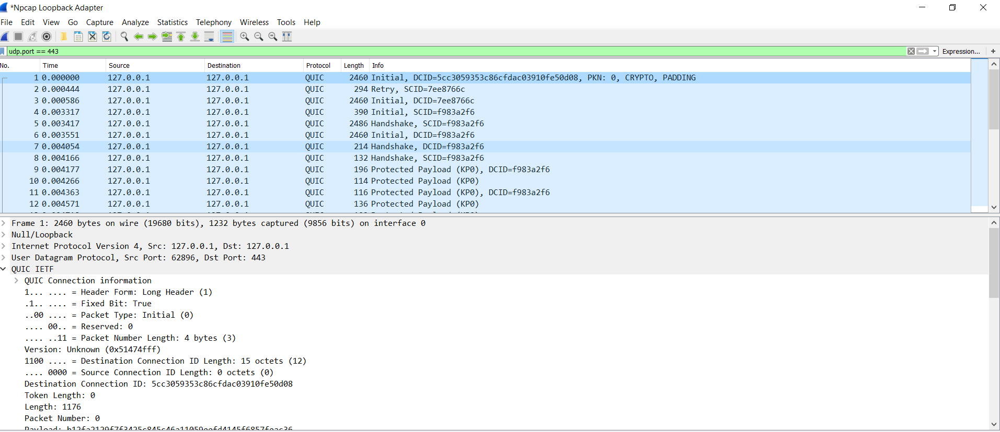 *Npcap Loopback Adapter
File Edit View Go Capture Analyze Statistics Telephony Wireless Tools Help
udp.port == 443 Expression... +
No. Time Source Destination Protocol Length Info
1 0.000000 127.0.0.1 127.0.0.1 QUIC 2460 Initial, DCID=5cc3059353c86cfdac03910fe50d08, PKN: 0, CRYPTO, PADDING
2 0.000444 127.0.0.1 127.0.0.1 QUIC 294 Retry, SCID=7ee8766c
3 0.000586 127.0.0.1 127.0.0.1 QUIC 2460 Initial, DCID=7ee8766c
4 0.003317 127.0.0.1 127.0.0.1 QUIC 390 Initial, SCID=f983a2f6
5 0.003417 127.0.0.1 127.0.0.1 QUIC 2486 Handshake, SCID=f983a2f6
6 0.003551 127.0.0.1 127.0.0.1 QUIC 2460 Initial, DCID=f983a2f6
7 0.004054 127.0.0.1 127.0.0.1 QUIC 214 Handshake, DCID=f983a2f6
8 0.004166 127.0.0.1 127.0.0.1 QUIC 132 Handshake, SCID=f983a2f6
9 0.004177 127.0.0.1 127.0.0.1 QUIC 196 Protected Payload (KP0), DCID=f983a2f6
10 0.004266 127.0.0.1 127.0.0.1 QUIC 114 Protected Payload (KP0)
11 0.004363 127.0.0.1 127.0.0.1 QUIC 116 Protected Payload (KP0), DCID=f983a2f6
12 0.004571 127.0.0.1 127.0.0.1 QUIC 136 Protected Payload (KP0)
Frame 1: 2460 bytes on wire (19680 bits), 1232 bytes captured (9856 bits) on interface 0
Null/Loopback
Internet Protocol Version 4, Src: 127.0.0.1, Dst: 127.0.0.1
User Datagram Protocol, Src Port: 62896, Dst Port: 443
QUIC IETF
QUIC Connection information
1... .... = Header Form: Long Header (1)
.1.. .... = Fixed Bit: True
..00 .... = Packet Type: Initial (0)
.... 00.. = Reserved: 0
.... ..11 = Packet Number Length: 4 bytes (3)
Version: Unknown (0x51474fff)
1100 .... = Destination Connection ID Length: 15 octets (12)
.... 0000 = Source Connection ID Length: 0 octets (0)
Destination Connection ID: 5cc3059353c86cfdac03910fe50d08
Token Length: 0
Length: 1176
Packet Number: 0
Payload: